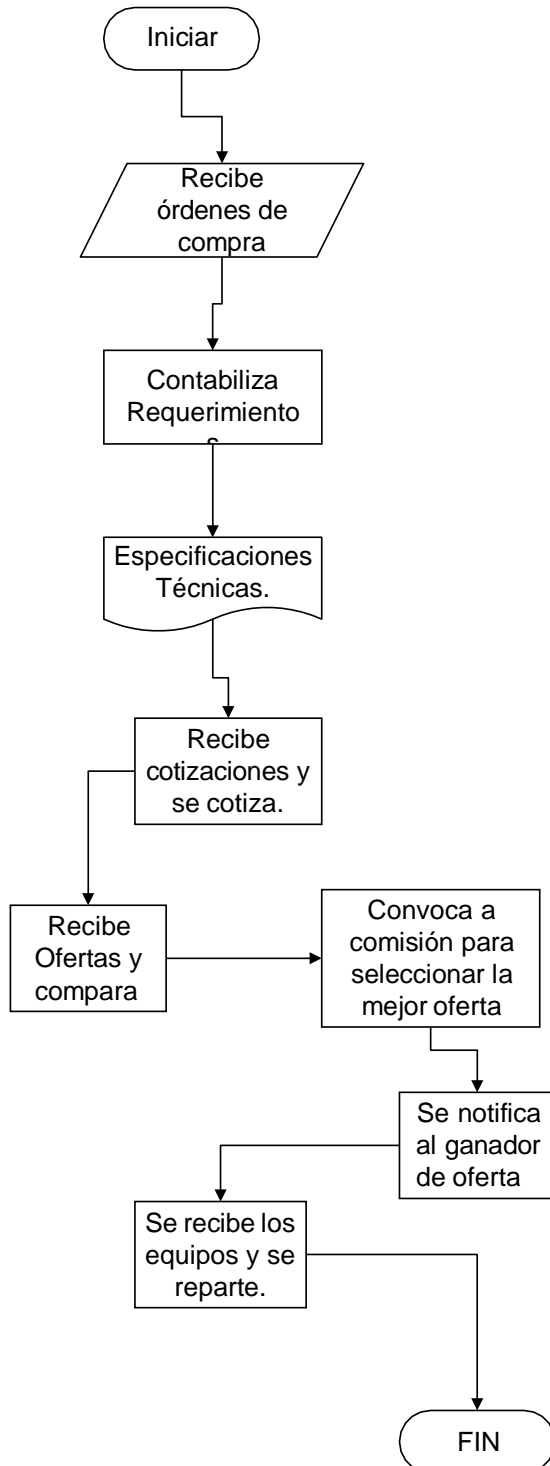 Iniciar
Recibe
órdenes de
compra
Contabiliza
Requerimiento
s
Especificaciones
Técnicas.
Recibe
cotizaciones y
se cotiza.
Recibe
Ofertas y
compara
Convoca a
comisión para
seleccionar la
mejor oferta
Se notifica
al ganador
de oferta
Se recibe los
equipos y se
reparte.
FIN